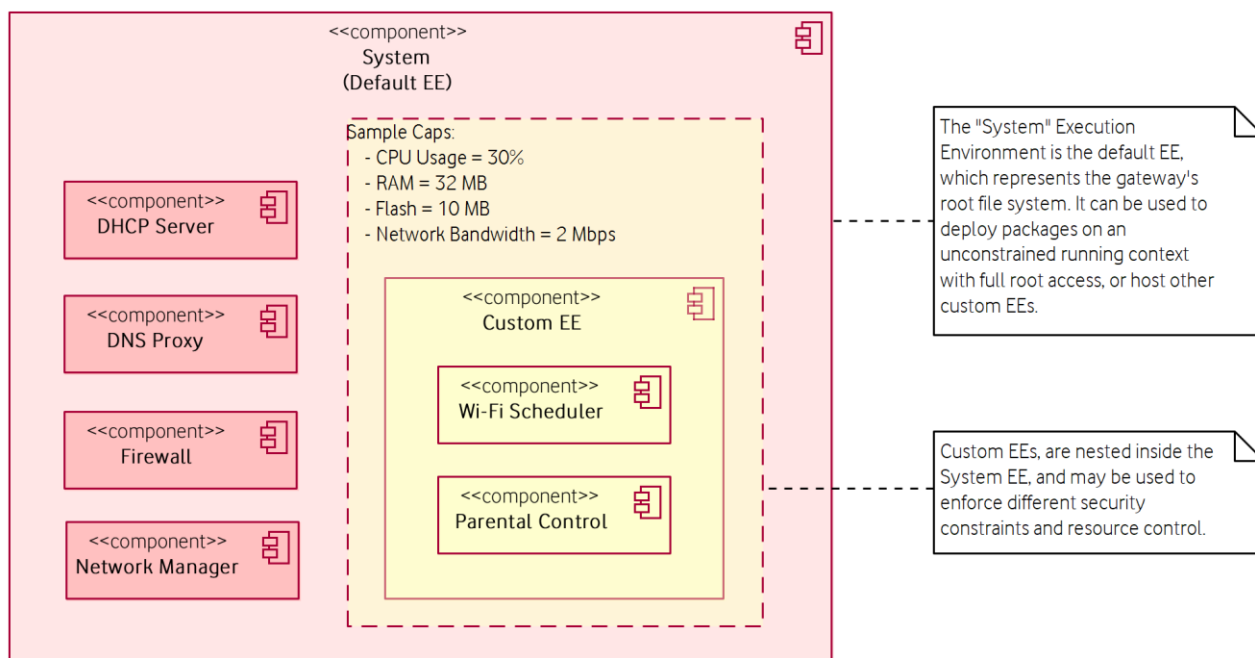 <<component>>
System
(Default EE)
Sample Caps:
- CPU Usage = 30%
- RAM = 32 MB
- Flash = 10 MB
- Network Bandwidth = 2 Mbps
<<component>>
DHCP Server
<<component>>
DNS Proxy
<<component>>
Firewall
<<component>>
Network Manager
<<component>>
Custom EE
<<component>>
Wi-Fi Scheduler
<<component>>
Parental Control
The "System" Execution
Environment is the default EE,
which represents the gateway's
root file system. It can be used to
deploy packages on an
unconstrained running context
with full root access, or host other
custom EEs.
Custom EEs, are nested inside the
System EE, and may be used to
enforce different security
constraints and resource control.